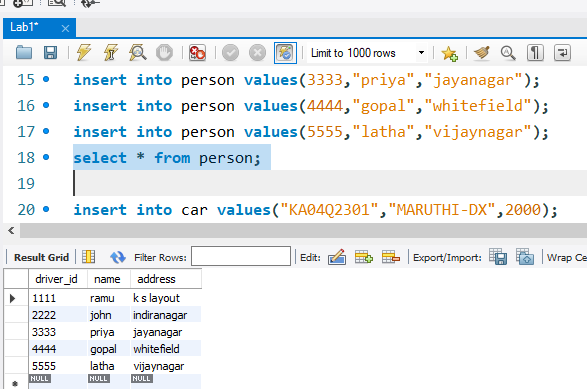 Lab1*
Limit to 1000 rows
15 insert into person values(3333,"priya","jayanagar");
16 insert into person values(4444,"gopal","whitefield");
17 insert into person values(5555,"latha","vijaynagar");
18 select * from person;
19
20 insert into car values("KA04Q2301","MARUTHI-DX",2000);
Result Grid Filter Rows: Edit: Export/Import: Wrap Ce
driver_id name address
1111 ramu k s layout
2222 john indiranagar
3333 priya jayanagar
4444 gopal whitefield
5555 latha vijaynagar
NULL NULL NULL